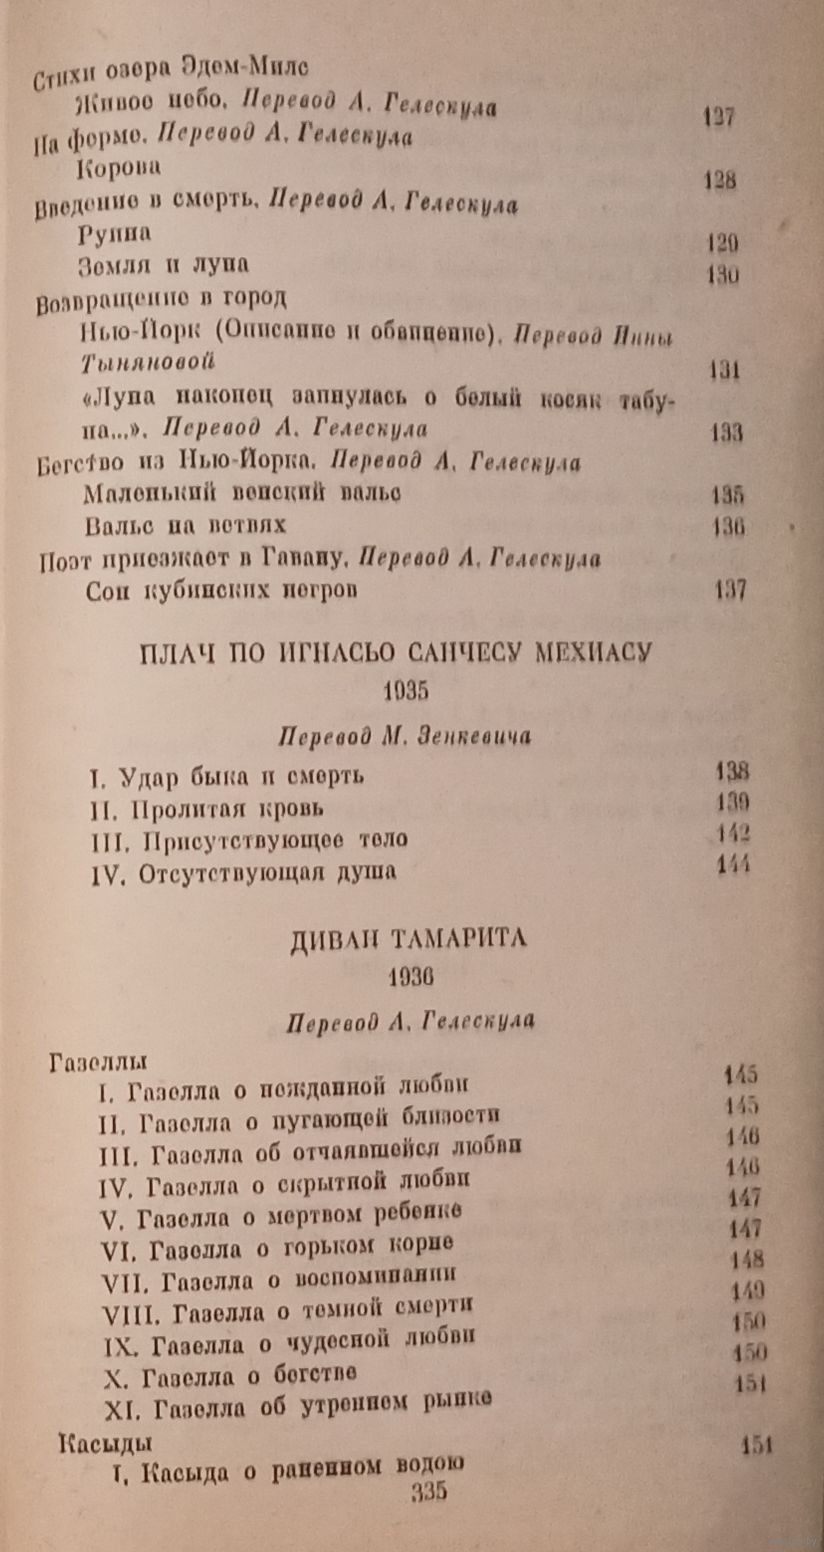 Стихи озера Эдем-Милс
Живое небо. Перевод А. Гелескула 127
На ферме. Перевод А. Гелескула
Корова 128
Введение в смерть. Перевод А. Гелескула
Руина 129
Земля и луна 130
Возвращение в город
Нью-Йорк (Описание и обвинение). Перевод Инны
Тыняновой 131
«Луна наконец запнулась о белый косяк табу-
на...». Перевод А. Гелескула 133
Бегство из Нью-Йорка. Перевод А. Гелескула
Маленький венский вальс 135
Вальс на ветвях 136
Поэт приезжает в Гавану. Перевод А. Гелескула
Сон кубинских негров 137
ПЛАЧ ПО ИГНАСЬО САНЧЕСУ МЕХИАСУ
1935
Перевод М. Зенкевича
I. Удар быка и смерть 138
II. Пролитая кровь 139
III. Присутствующее тело 142
IV. Отсутствующая душа 144
ДИВАН ТАМАРИТА
1936
Перевод А. Гелескула
Газеллы
I. Газелла о нежданной любви 145
II. Газелла о пугающей близости 145
III. Газелла об отчаявшейся любви 146
IV. Газелла о скрытной любви 146
V. Газелла о мертвом ребенке 147
VI. Газелла о горьком корне 147
VII. Газелла о воспоминании 148
VIII. Газелла о темной смерти 149
IX. Газелла о чудесной любви 150
X. Газелла о бегстве 150
XI. Газелла об утреннем рынке 151
Касыды
I. Касыда о раненном водою 151
335